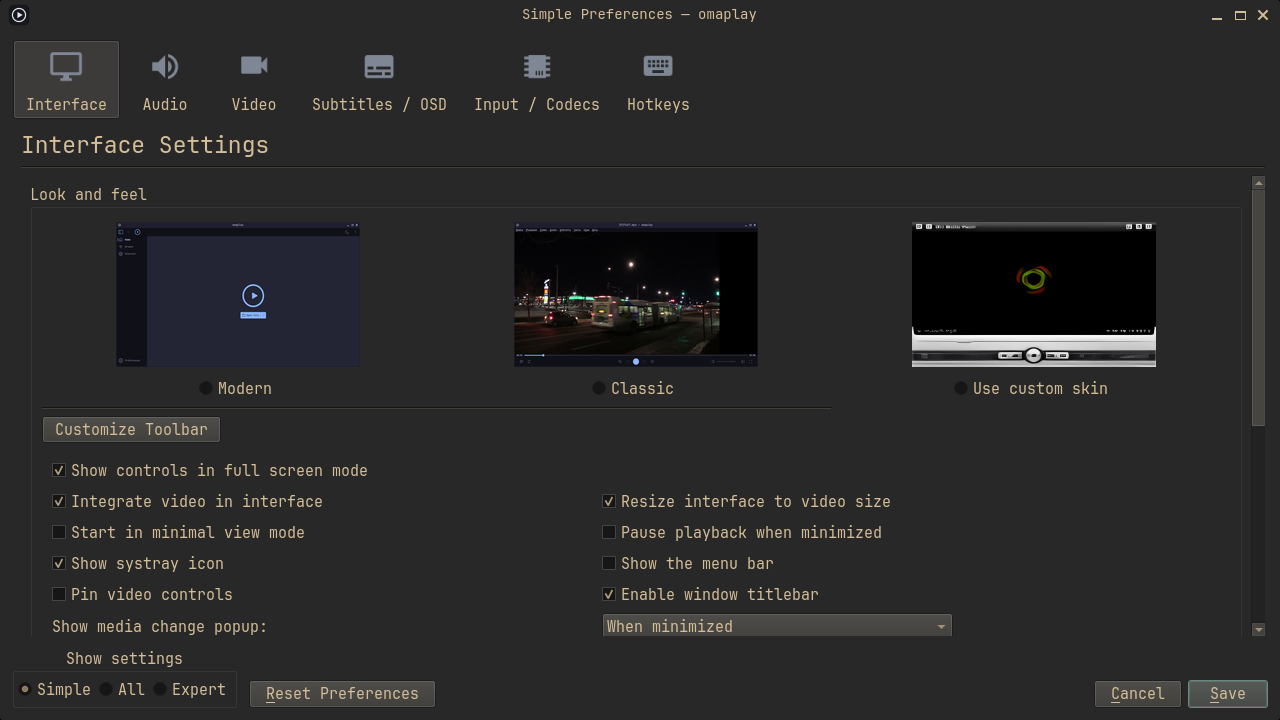 Simple Preferences — omaplay
Interface
Audio
Video
Subtitles / OSD
Input / Codecs
Hotkeys
Interface Settings
Look and feel
Modern
Classic
Use custom skin
Customize Toolbar
Show controls in full screen mode
Integrate video in interface
Resize interface to video size
Start in minimal view mode
Pause playback when minimized
Show systray icon
Show the menu bar
Pin video controls
Enable window titlebar
Show media change popup:
When minimized
Show settings
Simple
All
Expert
Reset Preferences
Cancel
Save